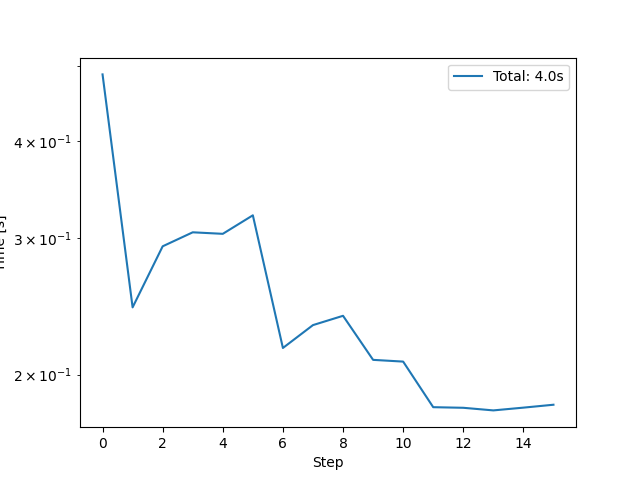 Total: 4.0s
4 × 10⁻¹
3 × 10⁻¹
2 × 10⁻¹
Time [s]
0 2 4 6 8 10 12 14
Step